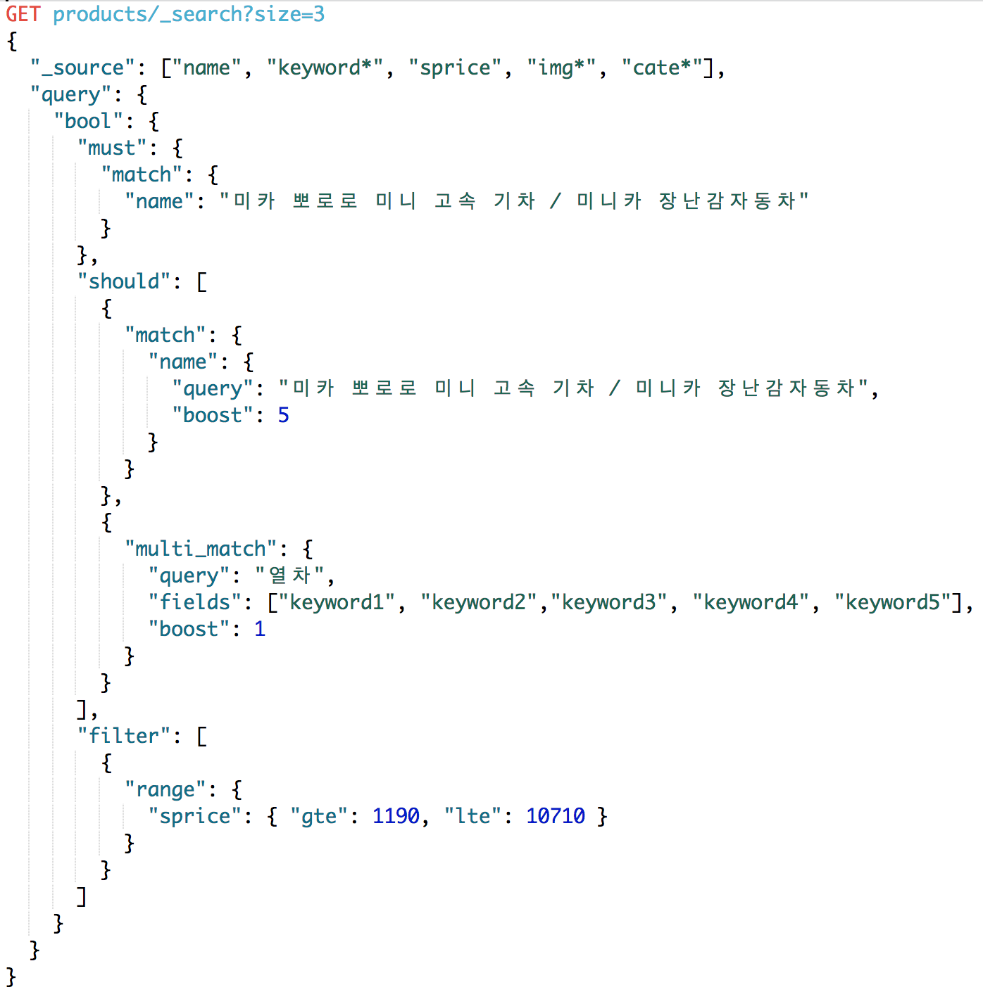 GET products/_search?size=3
{
  "_source": ["name", "keyword*", "sprice", "img*", "cate*"],
  "query": {
    "bool": {
      "must": {
        "match": {
          "name": "미카 뽀로로 미니 고속 기차 / 미니카 장난감자동차"
        }
      },
      "should": [
        {
          "match": {
            "name": {
              "query": "미카 뽀로로 미니 고속 기차 / 미니카 장난감자동차",
              "boost": 5
            }
          }
        },
        {
          "multi_match": {
            "query": "열차",
            "fields": ["keyword1", "keyword2","keyword3", "keyword4", "keyword5"],
            "boost": 1
          }
        }
      ],
      "filter": [
        {
          "range": {
            "sprice": { "gte": 1190, "lte": 10710 }
          }
        }
      ]
    }
  }
}